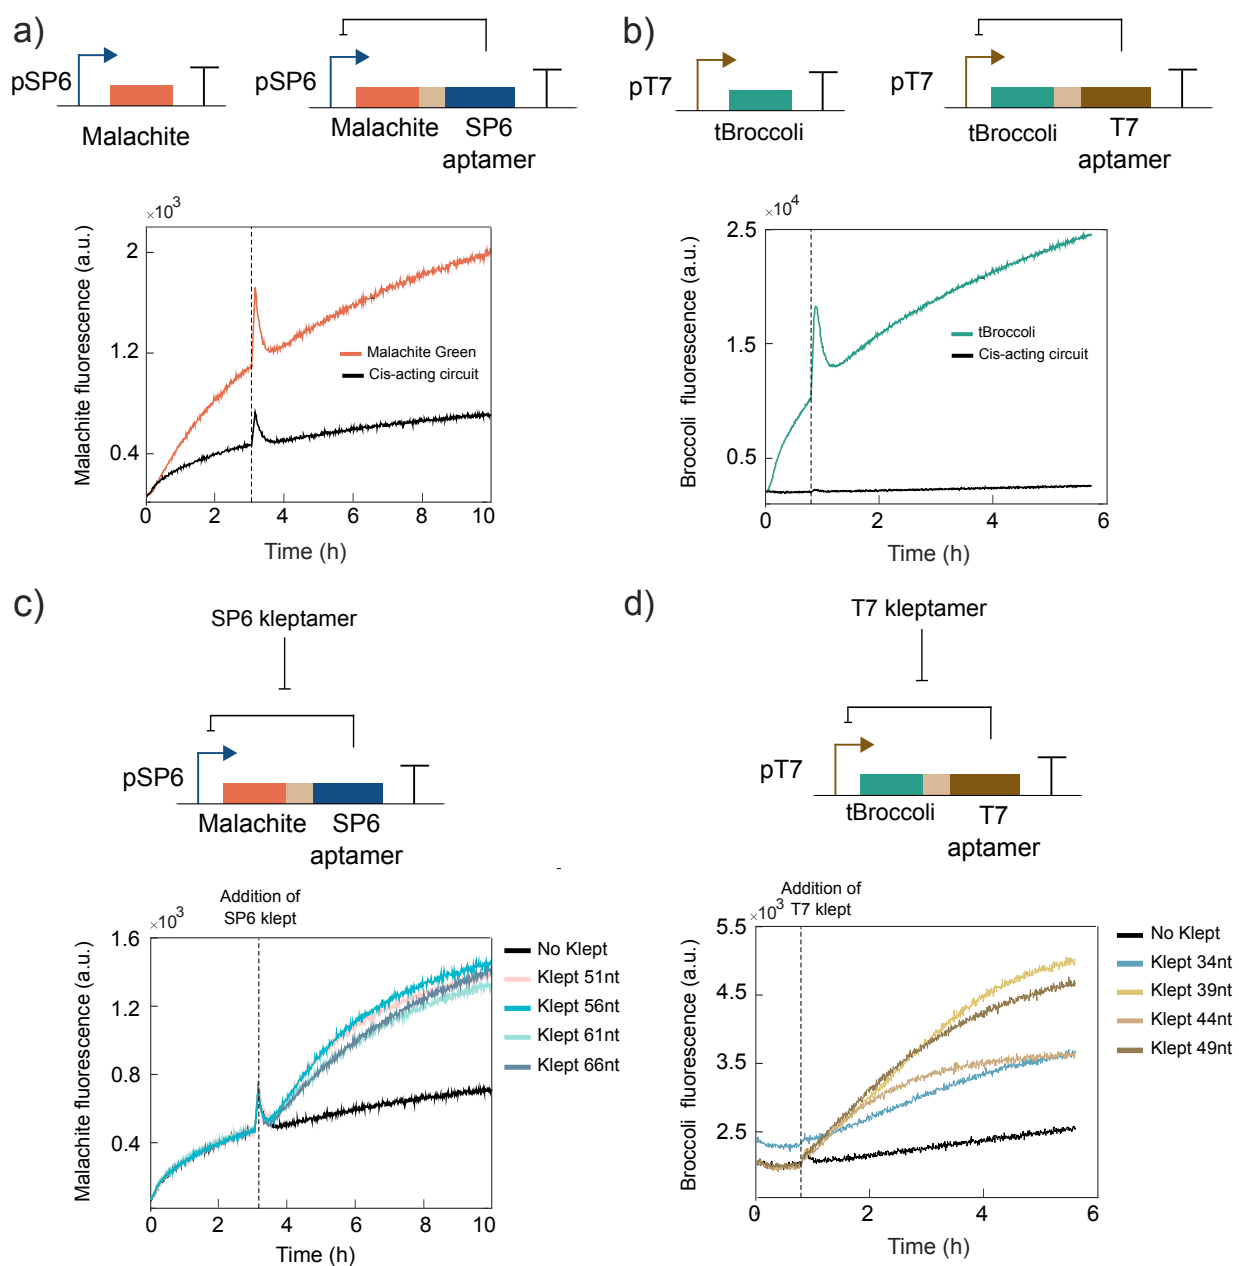 a)
pSP6
Malachite
pSP6
Malachite
SP6
aptamer
×10³
Malachite fluorescence (a.u.)
2
1.2
0.4
Malachite Green
Cis-acting circuit
0 2 4 6 8 10
Time (h)
b)
pT7
tBroccoli
pT7
tBroccoli
T7
aptamer
×10⁴
Broccoli fluorescence (a.u.)
2.5
1.5
0.5
tBroccoli
Cis-acting circuit
0 2 4 6
Time (h)
c)
SP6 kleptamer
pSP6
Malachite
SP6
aptamer
Addition of
SP6 klept
×10³
Malachite fluorescence (a.u.)
1.6
1.2
0.8
0.4
No Klept
Klept 51nt
Klept 56nt
Klept 61nt
Klept 66nt
0 2 4 6 8 10
Time (h)
d)
T7 kleptamer
pT7
tBroccoli
T7
aptamer
Addition of
T7 klept
×10³
Broccoli fluorescence (a.u.)
5.5
4.5
3.5
2.5
No Klept
Klept 34nt
Klept 39nt
Klept 44nt
Klept 49nt
0 2 4 6
Time (h)